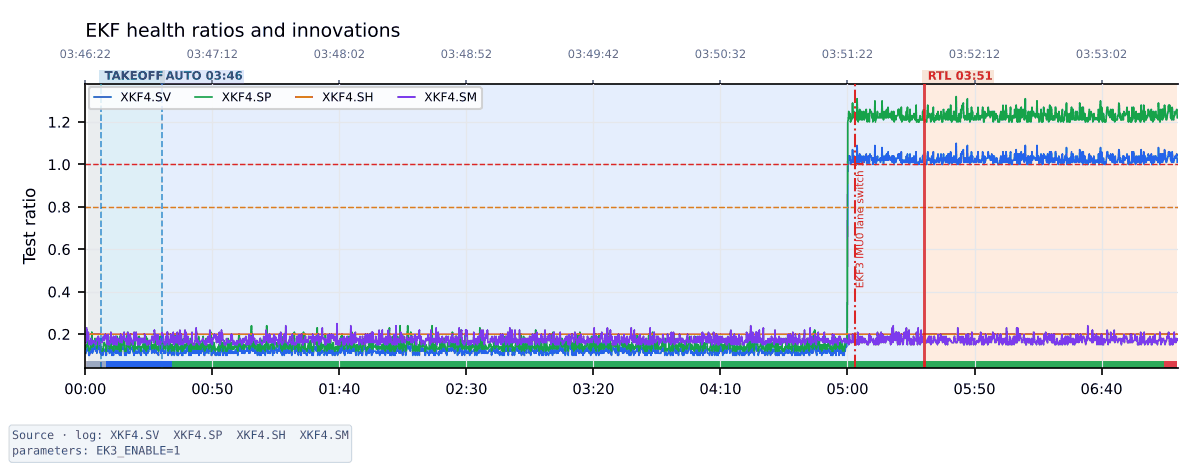 EKF health ratios and innovations
03:46:22 03:47:12 03:48:02 03:48:52 03:49:42 03:50:32 03:51:22 03:52:12 03:53:02
TAKEOFF AUTO 03:46 RTL 03:51
XKF4.SV XKF4.SP XKF4.SH XKF4.SM
Test ratio
1.2
1.0
0.8
0.6
0.4
0.2
EKF3 IMU0 lane switch
00:00 00:50 01:40 02:30 03:20 04:10 05:00 05:50 06:40
Source · log: XKF4.SV XKF4.SP XKF4.SH XKF4.SM
parameters: EK3_ENABLE=1